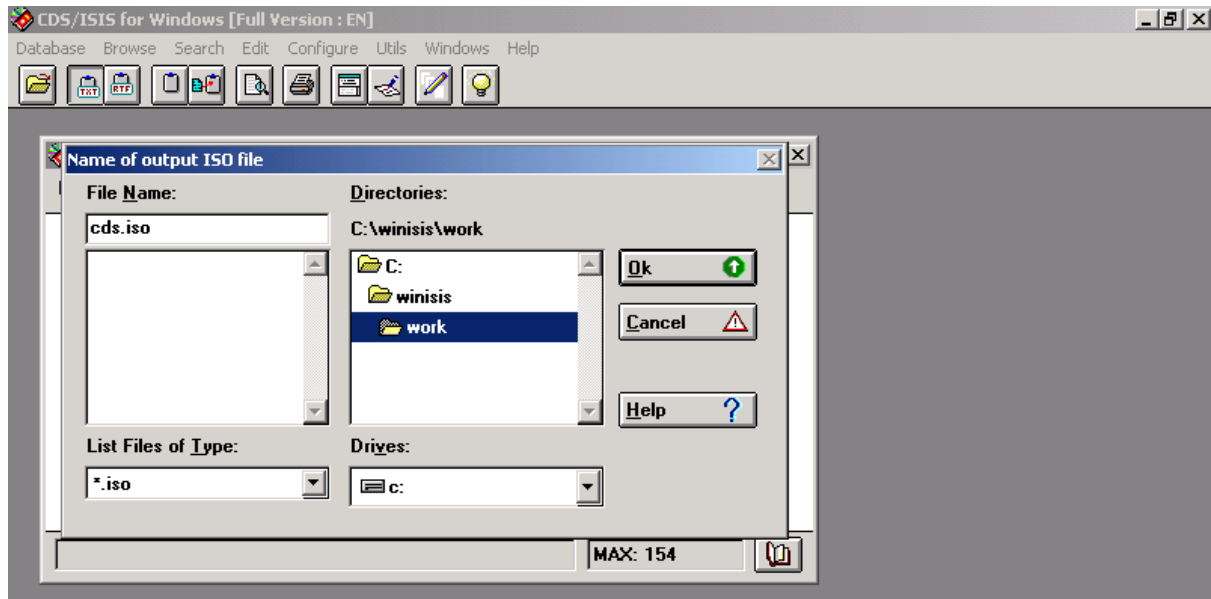 CDS/ISIS for Windows [Full Version : EN]
Database Browse Search Edit Configure Utils Windows Help
TXT RTF
Name of output ISO file
File Name: Directories:
cds.iso C:\winisis\work
C:
winisis
work
Ok
Cancel
Help
List Files of Type: Drives:
*.iso c:
MAX: 154